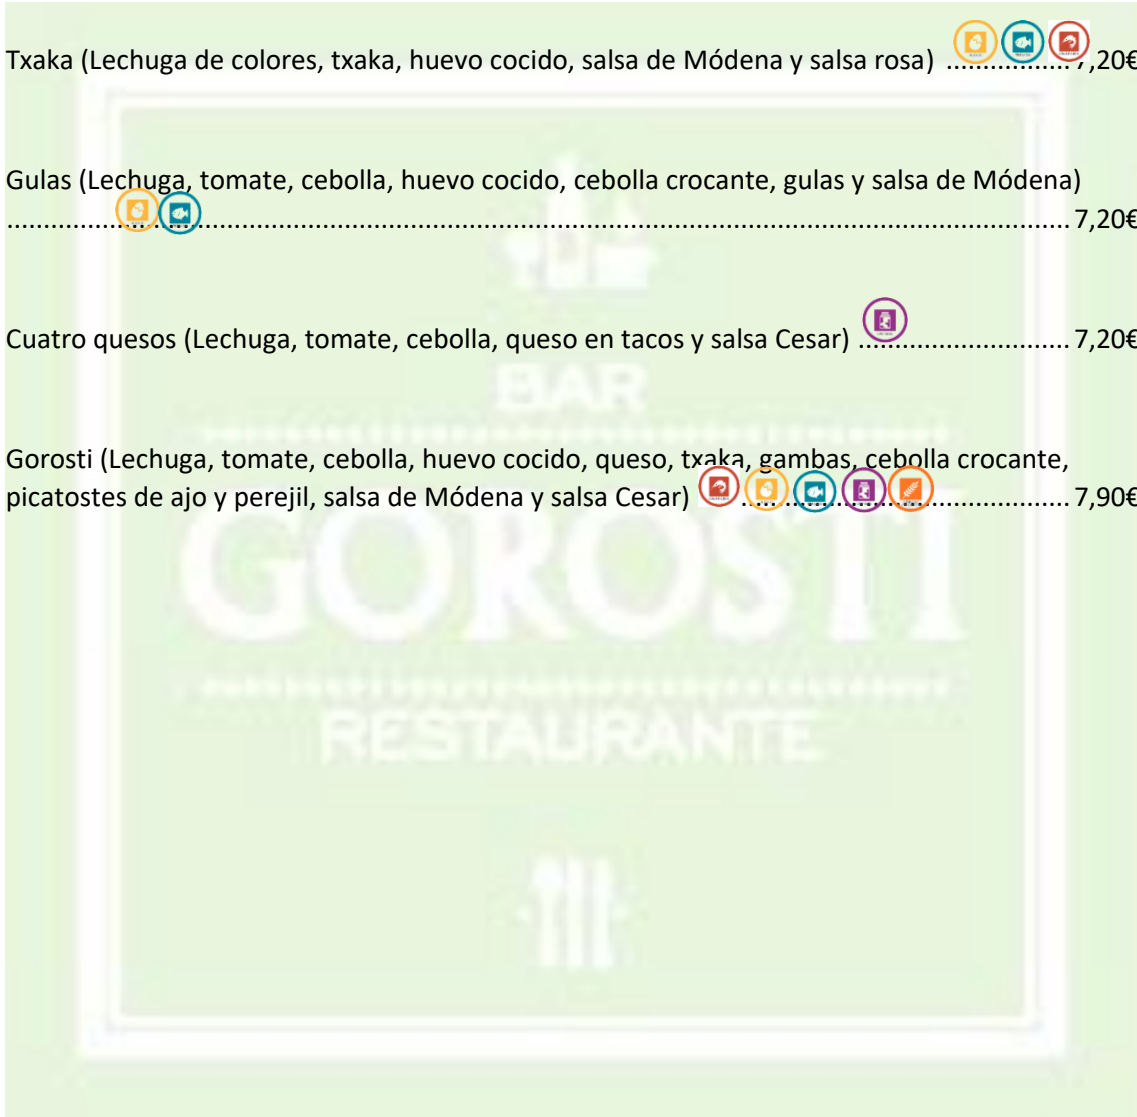 Txaka (Lechuga de colores, txaka, huevo cocido, salsa de Módena y salsa rosa) ................. 7,20€
Gulas (Lechuga, tomate, cebolla, huevo cocido, cebolla crocante, gulas y salsa de Módena)
................................................................................................................................................ 7,20€
Cuatro quesos (Lechuga, tomate, cebolla, queso en tacos y salsa Cesar) ............................. 7,20€
BAR
Gorosti (Lechuga, tomate, cebolla, huevo cocido, queso, txaka, gambas, cebolla crocante,
picatostes de ajo y perejil, salsa de Módena y salsa Cesar) ............................................. 7,90€
GOROSTI
RESTAURANTE